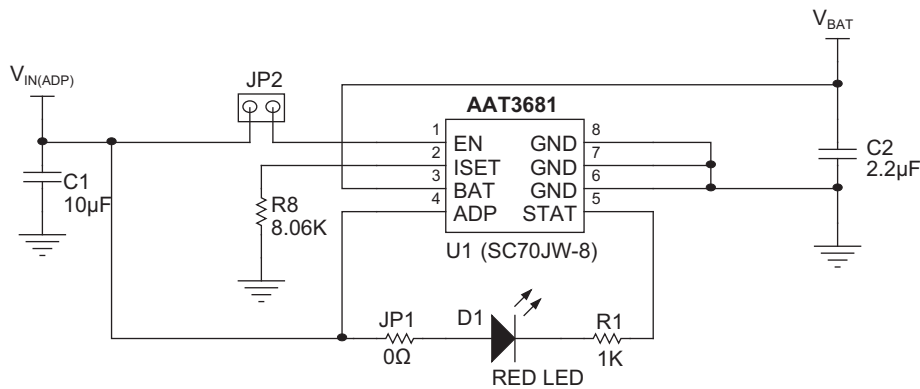 V_BAT
V_IN(ADP)
JP2
AAT3681
1
EN
GND
8
2
ISET
GND
7
3
BAT
GND
6
4
ADP
STAT
5
C1
10µF
R8
8.06K
C2
2.2µF
U1 (SC70JW-8)
JP1
0Ω
D1
RED LED
R1
1K